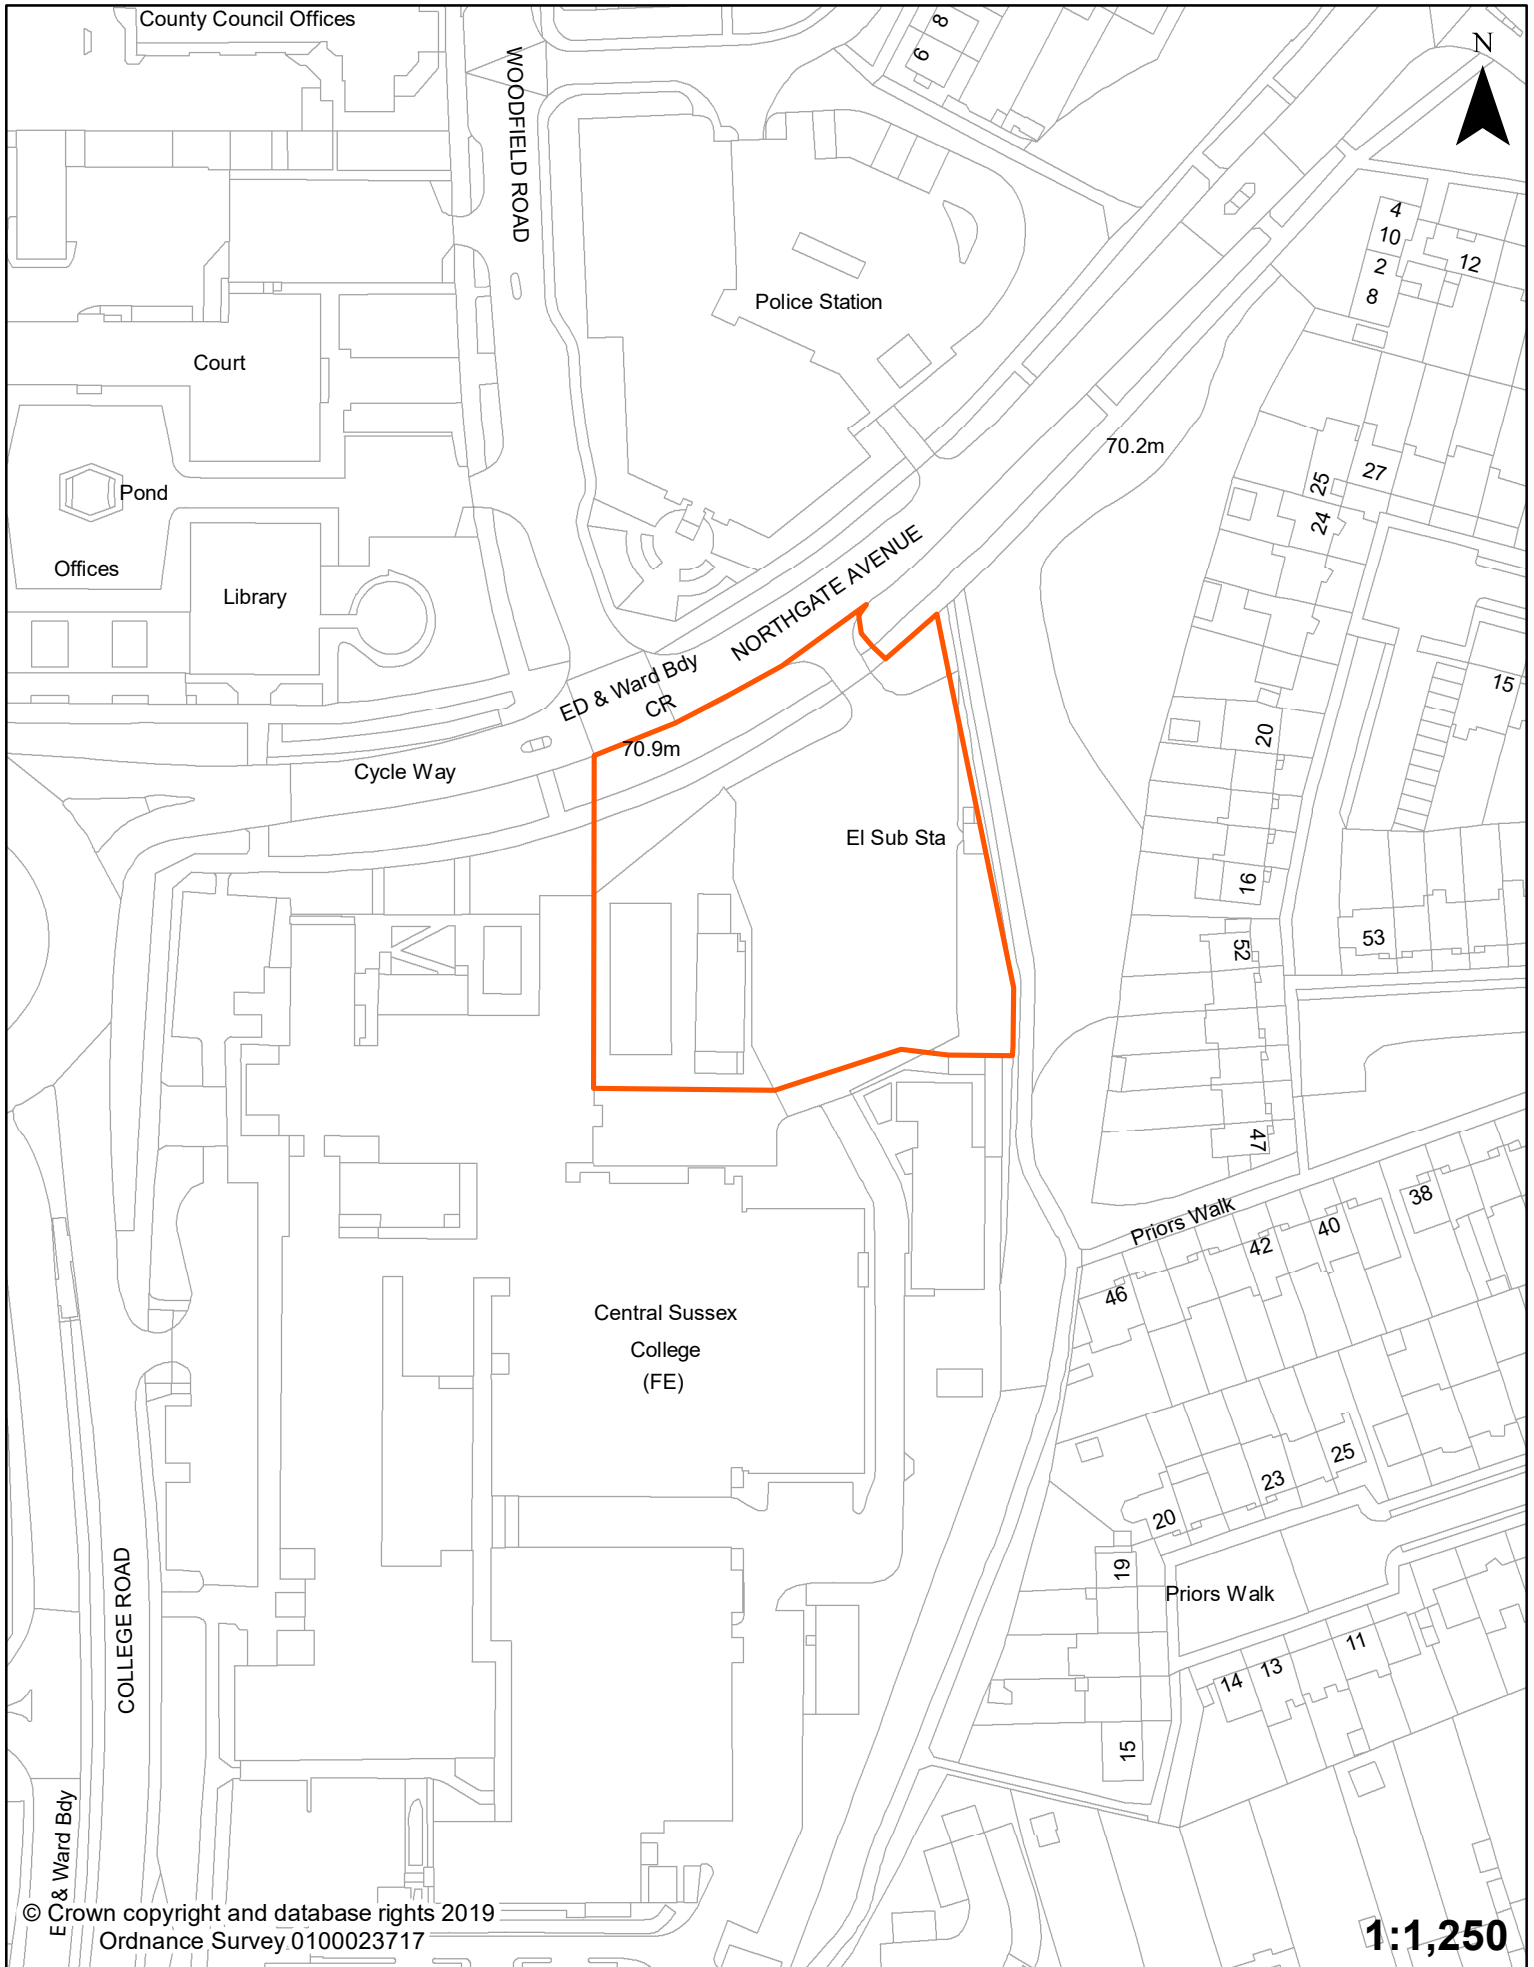 County Council Offices
8
6
N
WOODFIELD ROAD
4
10
2
8
12
Police Station
Court
70.2m
27
25
24
Pond
Offices
Library
NORTHGATE AVENUE
ED & Ward Bdy
CR
70.9m
Cycle Way
15
20
El Sub Sta
16
53
52
47
Priors Walk
38
40
42
46
Central Sussex
College
(FE)
25
23
20
19
Priors Walk
11
13
14
15
COLLEGE ROAD
& Ward Bdy
© Crown copyright and database rights 2019
Ordnance Survey 0100023717
1:1,250